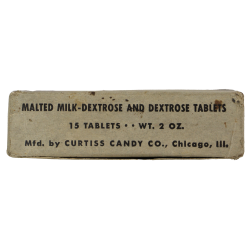 MALTED MILK-DEXTROSE AND DEXTROSE TABLETS
15 TABLETS · · WT. 2 OZ.
Mfd. by CURTISS CANDY CO., Chicago, Ill.